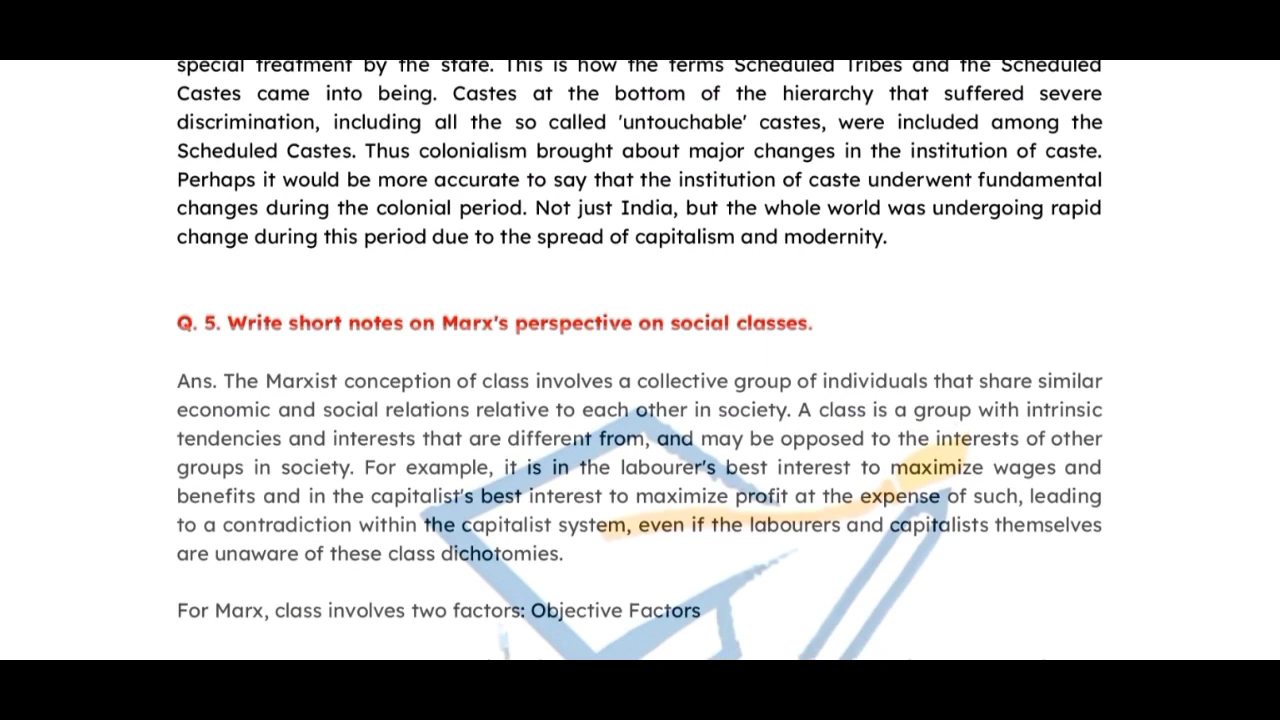 special treatment by the state. This is how the terms Scheduled Tribes and the Scheduled
Castes came into being. Castes at the bottom of the hierarchy that suffered severe
discrimination, including all the so called 'untouchable' castes, were included among the
Scheduled Castes. Thus colonialism brought about major changes in the institution of caste.
Perhaps it would be more accurate to say that the institution of caste underwent fundamental
changes during the colonial period. Not just India, but the whole world was undergoing rapid
change during this period due to the spread of capitalism and modernity.
Q. 5. Write short notes on Marx's perspective on social classes.
Ans. The Marxist conception of class involves a collective group of individuals that share similar
economic and social relations relative to each other in society. A class is a group with intrinsic
tendencies and interests that are different from, and may be opposed to the interests of other
groups in society. For example, it is in the labourer's best interest to maximize wages and
benefits and in the capitalist's best interest to maximize profit at the expense of such, leading
to a contradiction within the capitalist system, even if the labourers and capitalists themselves
are unaware of these class dichotomies.
For Marx, class involves two factors: Objective Factors